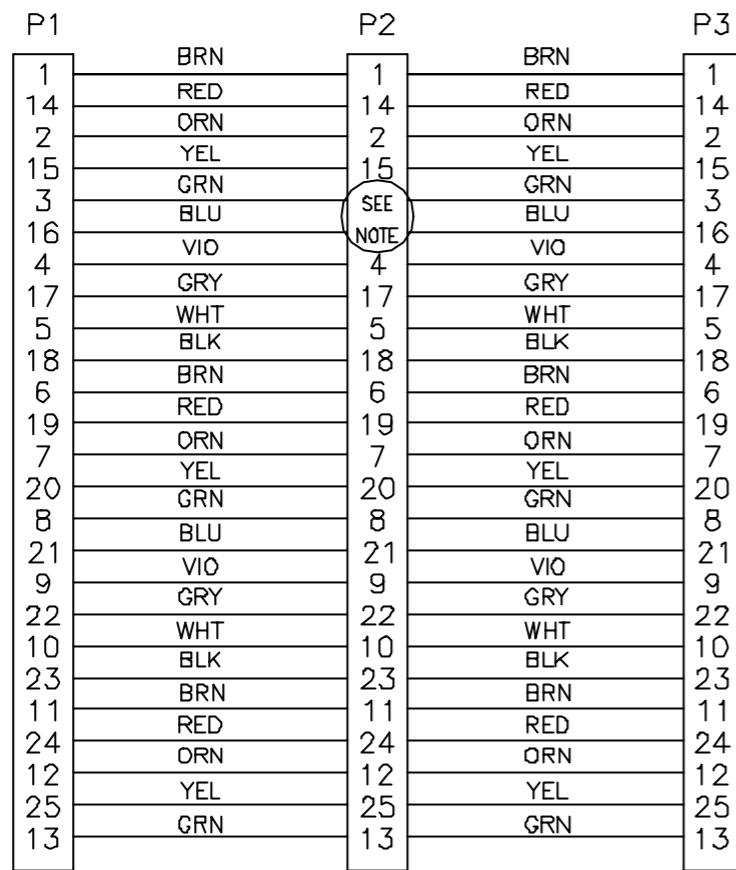 P1 P2 P3
BRN BRN
1 1 1
RED RED
14 14 14
ORN ORN
2 2 2
YEL YEL
15 15 15
GRN GRN
3 SEE 3
BLU BLU
16 NOTE 16
VIO VIO
4 4 4
GRY GRY
17 17 17
WHT WHT
5 5 5
BLK BLK
18 18 18
BRN BRN
6 6 6
RED RED
19 19 19
ORN ORN
7 7 7
YEL YEL
20 20 20
GRN GRN
8 8 8
BLU BLU
21 21 21
VIO VIO
9 9 9
GRY GRY
22 22 22
WHT WHT
10 10 10
BLK BLK
23 23 23
BRN BRN
11 11 11
RED RED
24 24 24
ORN ORN
12 12 12
YEL YEL
25 25 25
GRN GRN
13 13 13